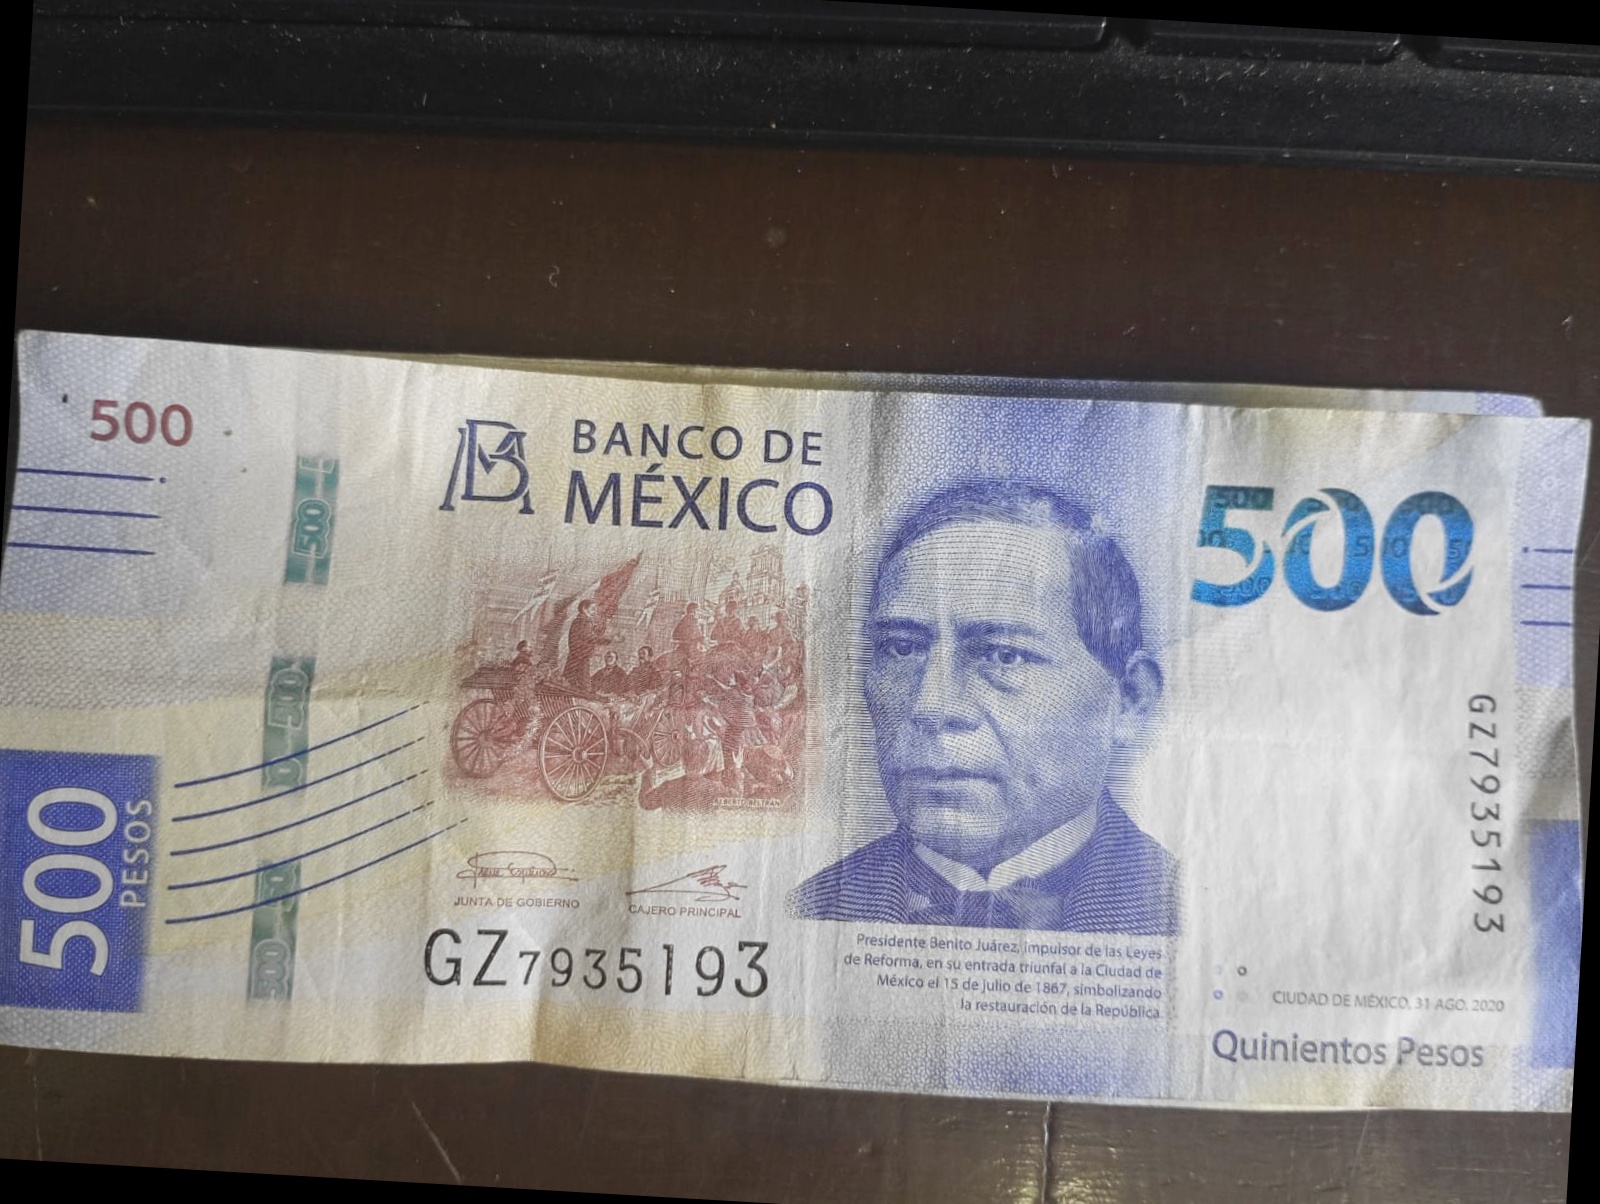 500
BANCO DE
MÉXICO
500
500
500
500
GZ7935193
500
PESOS
JUNTA DE GOBIERNO
CAJERO PRINCIPAL
GZ7935193
Presidente Benito Juárez, impulsor de las Leyes
de Reforma, en su entrada triunfal a la Ciudad de
México el 15 de julio de 1867, simbolizando
la restauración de la República.
CIUDAD DE MÉXICO, 31 AGO. 2020
Quinientos Pesos